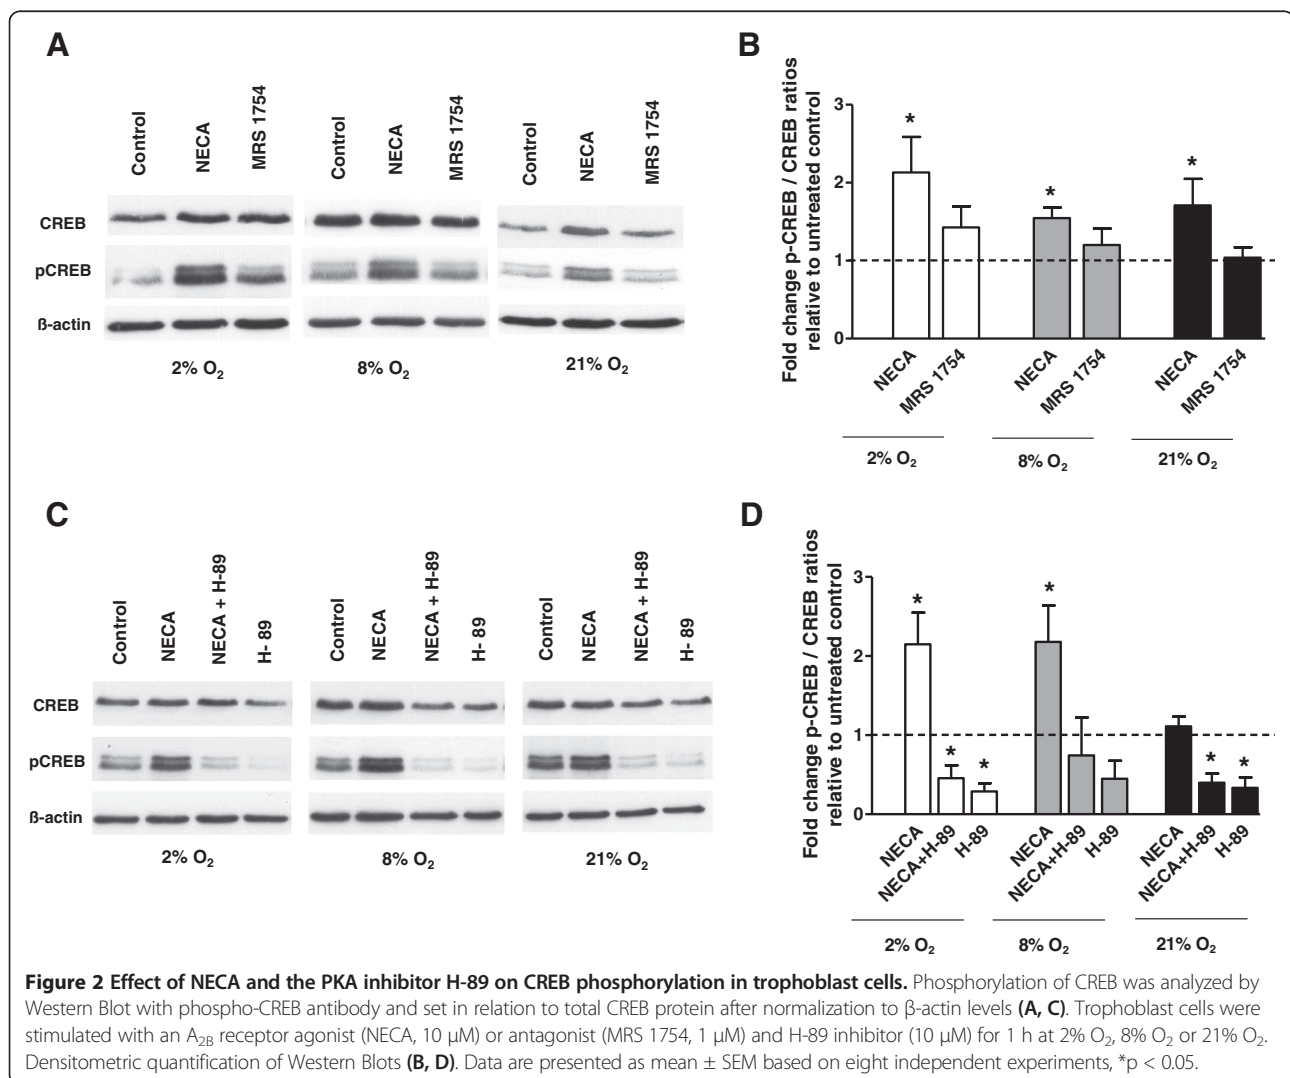 A
Control
NECA
MRS 1754
Control
NECA
MRS 1754
Control
NECA
MRS 1754
CREB
pCREB
ß-actin
2% O2
8% O2
21% O2
B
Fold change p-CREB / CREB ratios
relative to untreated control
3
2
1
0
*
*
*
NECA
MRS 1754
NECA
MRS 1754
NECA
MRS 1754
2% O2
8% O2
21% O2
C
Control
NECA
NECA + H-89
H- 89
Control
NECA
NECA + H-89
H- 89
Control
NECA
NECA + H-89
H- 89
CREB
pCREB
ß-actin
2% O2
8% O2
21% O2
D
Fold change p-CREB / CREB ratios
relative to untreated control
3
2
1
0
*
*
*
*
*
*
NECA
NECA+H-89
H-89
NECA
NECA+H-89
H-89
NECA
NECA+H-89
H-89
2% O2
8% O2
21% O2
Figure 2 Effect of NECA and the PKA inhibitor H-89 on CREB phosphorylation in trophoblast cells. Phosphorylation of CREB was analyzed by
Western Blot with phospho-CREB antibody and set in relation to total CREB protein after normalization to β-actin levels (A, C). Trophoblast cells were
stimulated with an A2B receptor agonist (NECA, 10 μM) or antagonist (MRS 1754, 1 μM) and H-89 inhibitor (10 μM) for 1 h at 2% O2, 8% O2 or 21% O2.
Densitometric quantification of Western Blots (B, D). Data are presented as mean ± SEM based on eight independent experiments, *p < 0.05.